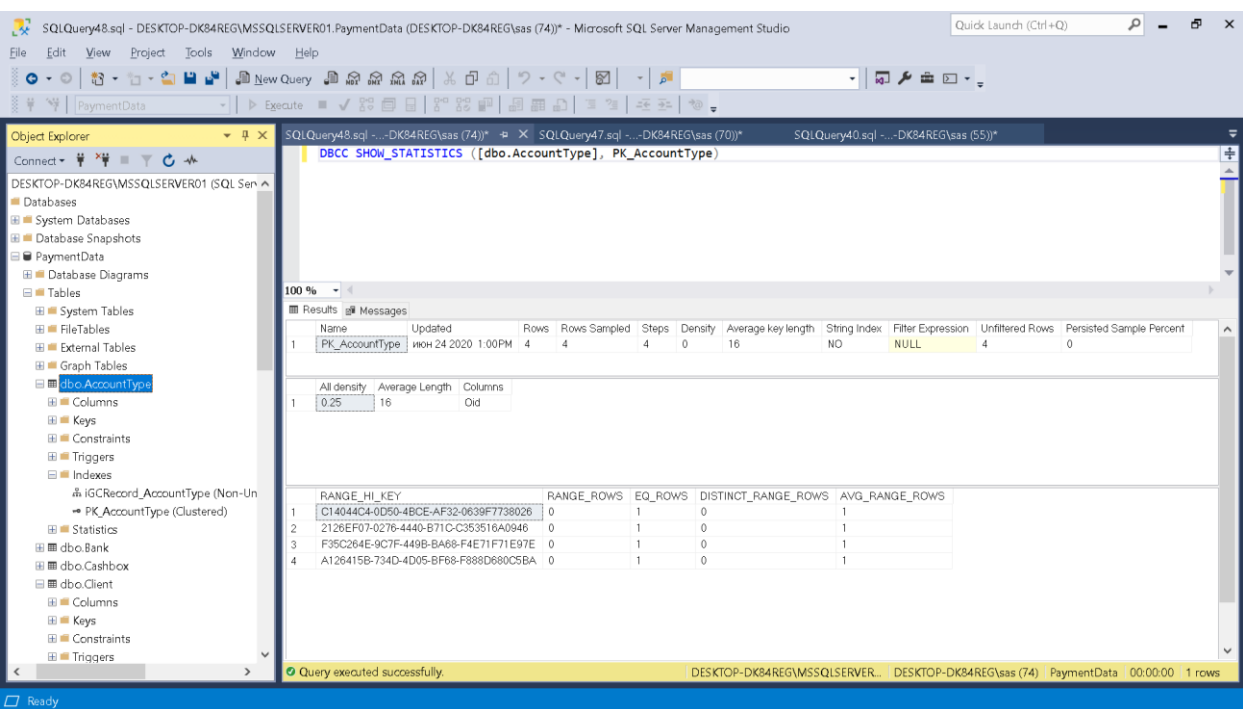 SQLQuery48.sql - DESKTOP-DK84REG\MSSQLSERVER01.PaymentData (DESKTOP-DK84REG\sas (74))* - Microsoft SQL Server Management Studio
Quick Launch (Ctrl+Q)
File Edit View Project Tools Window Help
New Query MDX DMX XMLA DAX
PaymentData Execute
Object Explorer
SQLQuery48.sql -...-DK84REG\sas (74))* SQLQuery47.sql -...-DK84REG\sas (70))* SQLQuery40.sql -...-DK84REG\sas (55))*
Connect
DESKTOP-DK84REG\MSSQLSERVER01 (SQL Ser
Databases
System Databases
Database Snapshots
PaymentData
Database Diagrams
Tables
System Tables
FileTables
External Tables
Graph Tables
dbo.AccountType
Columns
Keys
Constraints
Triggers
Indexes
iGCRecord_AccountType (Non-Un
PK_AccountType (Clustered)
Statistics
dbo.Bank
dbo.Cashbox
dbo.Client
Columns
Keys
Constraints
Triggers
DBCC SHOW_STATISTICS ([dbo.AccountType], PK_AccountType)
100 %
Results Messages
Name Updated Rows Rows Sampled Steps Density Average key length String Index Filter Expression Unfiltered Rows Persisted Sample Percent
1 PK_AccountType июн 24 2020 1:00PM 4 4 4 0 16 NO NULL 4 0
All density Average Length Columns
1 0.25 16 Oid
RANGE_HI_KEY RANGE_ROWS EQ_ROWS DISTINCT_RANGE_ROWS AVG_RANGE_ROWS
1 C14044C4-0D50-4BCE-AF32-0639F7738026 0 1 0 1
2 2126EF07-0276-4440-B71C-C353516A0946 0 1 0 1
3 F35C264E-9C7F-449B-BA68-F4E71F71E97E 0 1 0 1
4 A126415B-734D-4D05-BF68-F888D680C5BA 0 1 0 1
Query executed successfully. DESKTOP-DK84REG\MSSQLSERVER... DESKTOP-DK84REG\sas (74) PaymentData 00:00:00 1 rows
Ready